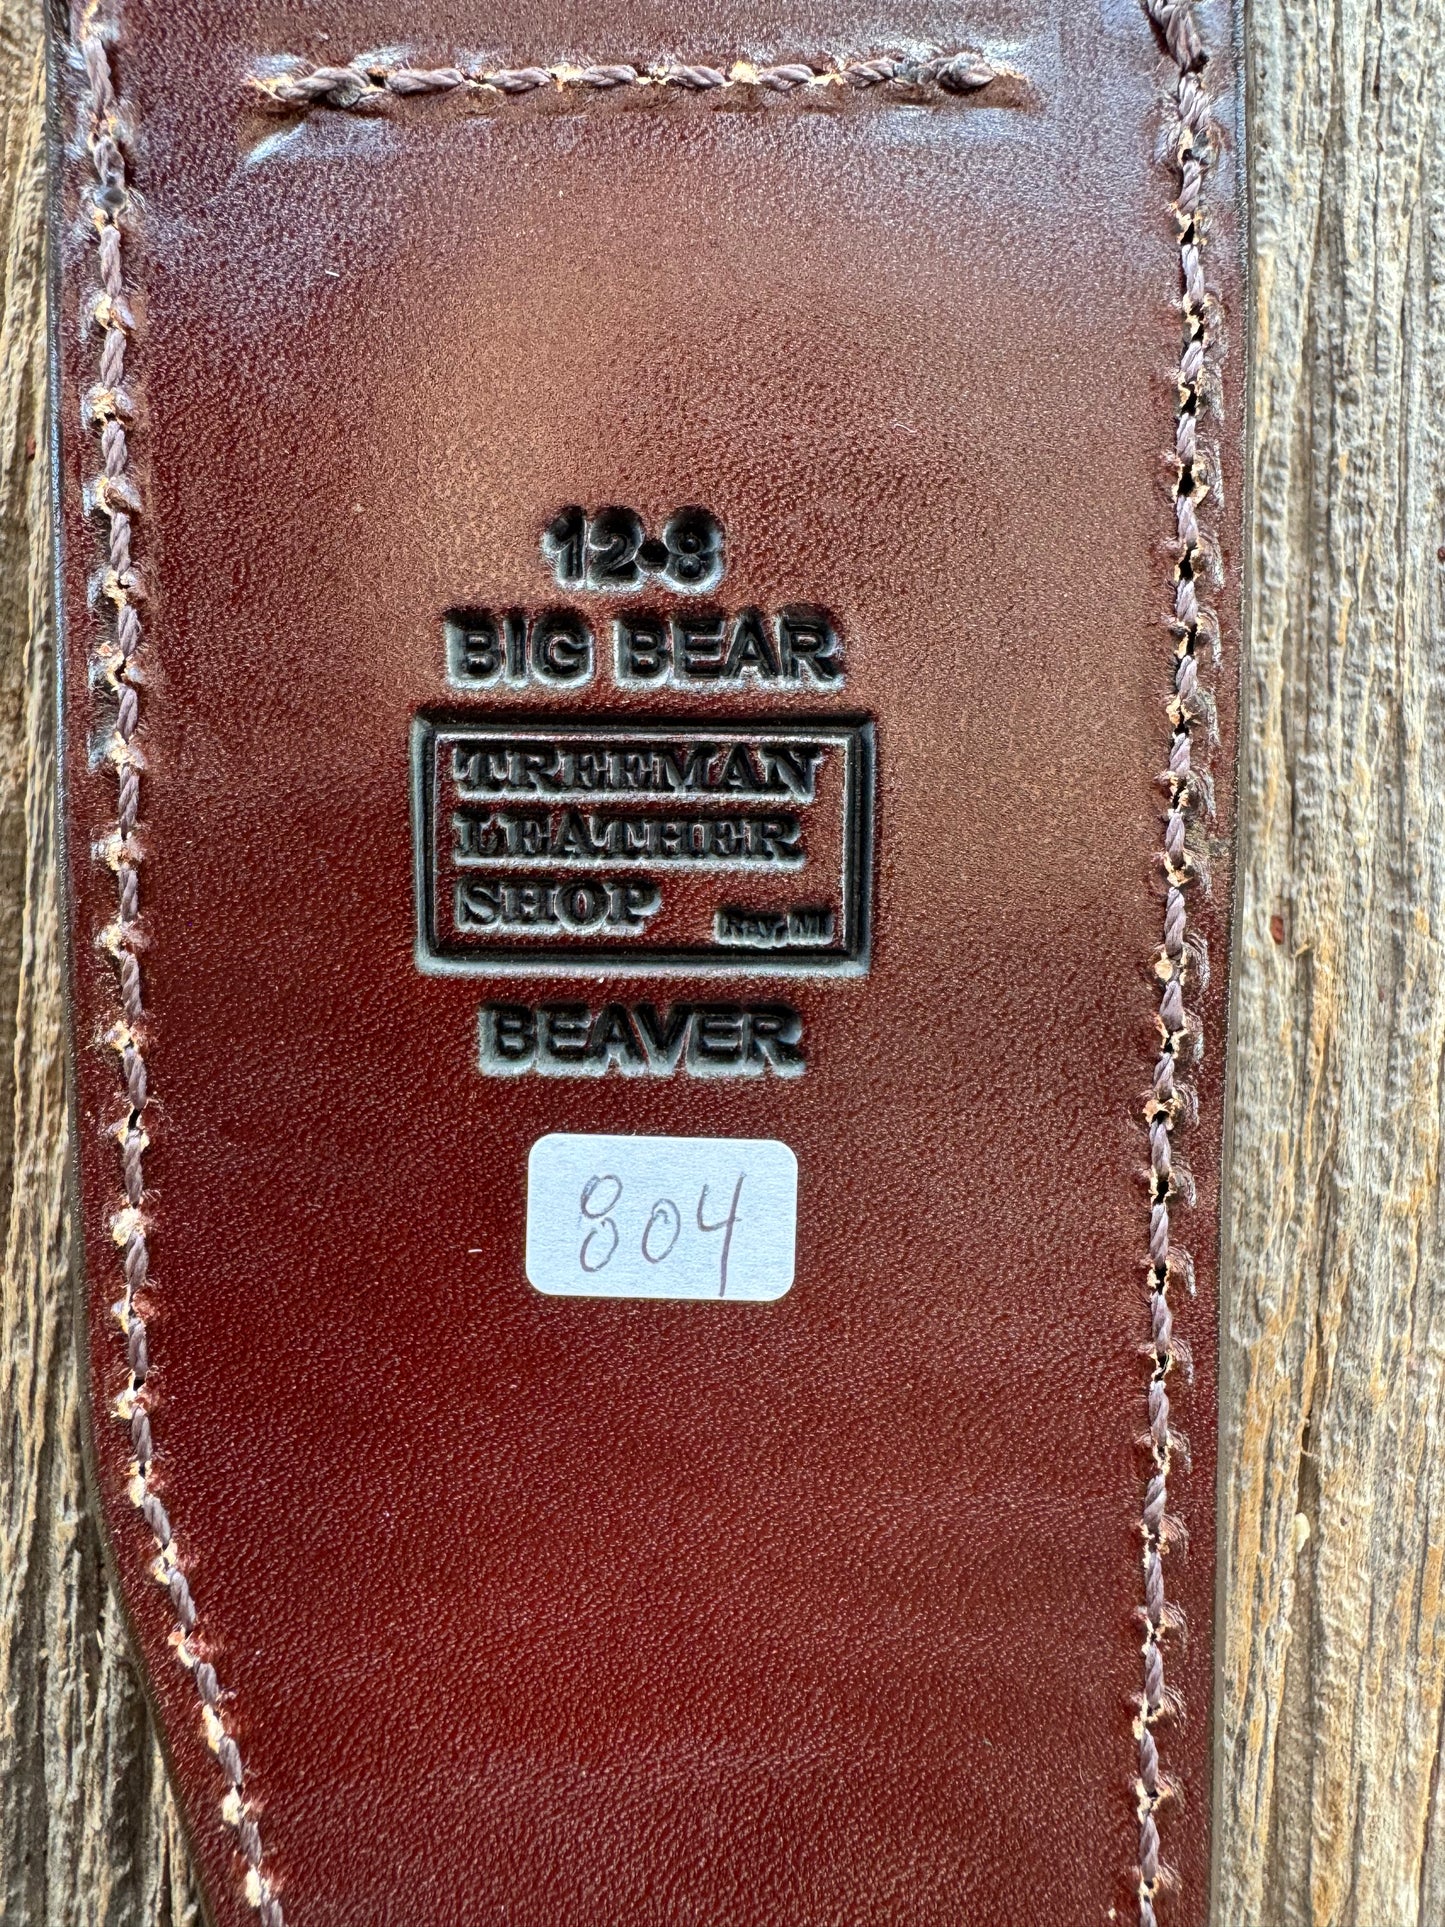 12-8
BIG BEAR
TREEMAN
LEATHER
SHOP Ray, MI
BEAVER
804